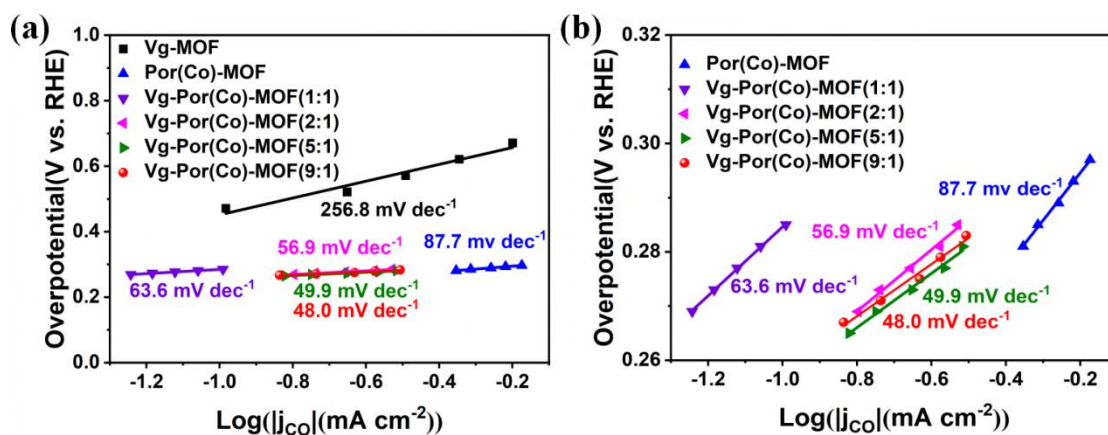 (a)
Overpotential(V vs. RHE)
1.0
0.8
0.6
0.4
0.2
0.0
Vg-MOF
Por(Co)-MOF
Vg-Por(Co)-MOF(1:1)
Vg-Por(Co)-MOF(2:1)
Vg-Por(Co)-MOF(5:1)
Vg-Por(Co)-MOF(9:1)
256.8 mV dec⁻¹
56.9 mV dec⁻¹
87.7 mv dec⁻¹
63.6 mV dec⁻¹
49.9 mV dec⁻¹
48.0 mV dec⁻¹
-1.2 -1.0 -0.8 -0.6 -0.4 -0.2
Log(|jCO|(mA cm⁻²))
(b)
Overpotential(V vs. RHE)
0.32
0.30
0.28
0.26
Por(Co)-MOF
Vg-Por(Co)-MOF(1:1)
Vg-Por(Co)-MOF(2:1)
Vg-Por(Co)-MOF(5:1)
Vg-Por(Co)-MOF(9:1)
87.7 mv dec⁻¹
56.9 mV dec⁻¹
63.6 mV dec⁻¹
49.9 mV dec⁻¹
48.0 mV dec⁻¹
-1.2 -1.0 -0.8 -0.6 -0.4 -0.2
Log(|jCO|(mA cm⁻²))